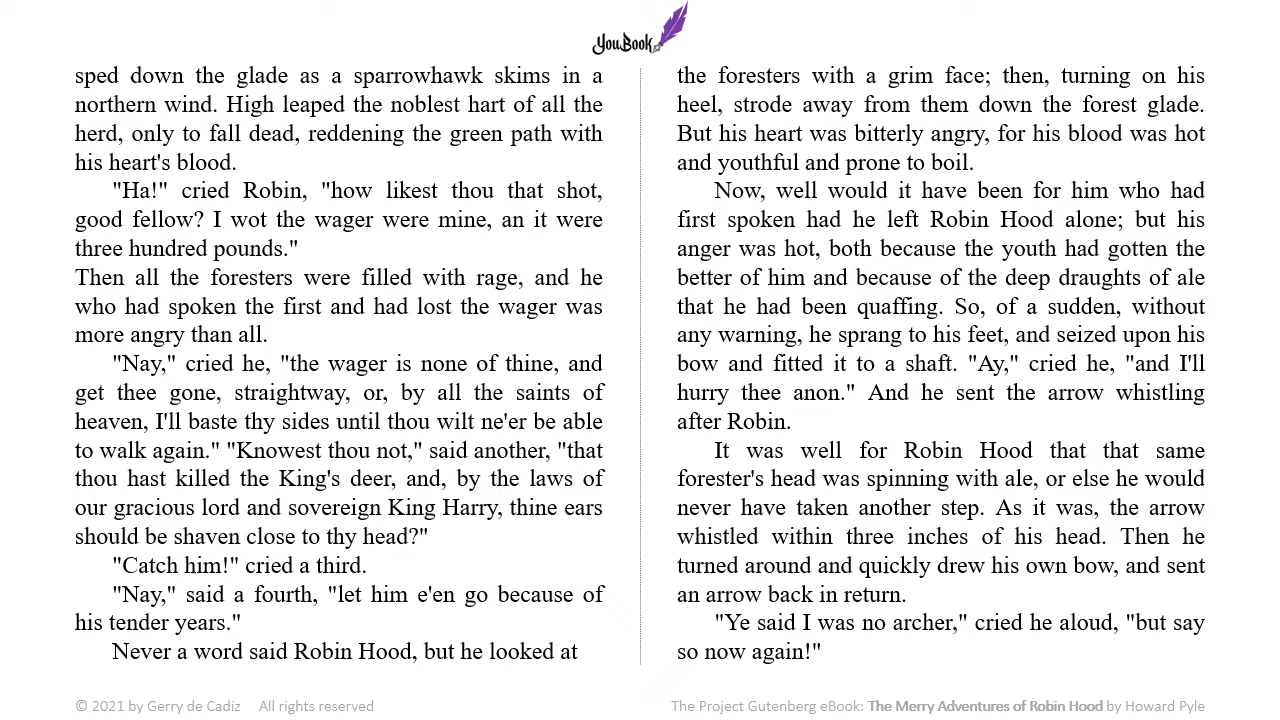 YouBook
sped down the glade as a sparrowhawk skims in a
northern wind. High leaped the noblest hart of all the
herd, only to fall dead, reddening the green path with
his heart's blood.
"Ha!" cried Robin, "how likest thou that shot,
good fellow? I wot the wager were mine, an it were
three hundred pounds."
Then all the foresters were filled with rage, and he
who had spoken the first and had lost the wager was
more angry than all.
"Nay," cried he, "the wager is none of thine, and
get thee gone, straightway, or, by all the saints of
heaven, I'll baste thy sides until thou wilt ne'er be able
to walk again." "Knowest thou not," said another, "that
thou hast killed the King's deer, and, by the laws of
our gracious lord and sovereign King Harry, thine ears
should be shaven close to thy head?"
"Catch him!" cried a third.
"Nay," said a fourth, "let him e'en go because of
his tender years."
Never a word said Robin Hood, but he looked at
the foresters with a grim face; then, turning on his
heel, strode away from them down the forest glade.
But his heart was bitterly angry, for his blood was hot
and youthful and prone to boil.
Now, well would it have been for him who had
first spoken had he left Robin Hood alone; but his
anger was hot, both because the youth had gotten the
better of him and because of the deep draughts of ale
that he had been quaffing. So, of a sudden, without
any warning, he sprang to his feet, and seized upon his
bow and fitted it to a shaft. "Ay," cried he, "and I'll
hurry thee anon." And he sent the arrow whistling
after Robin.
It was well for Robin Hood that that same
forester's head was spinning with ale, or else he would
never have taken another step. As it was, the arrow
whistled within three inches of his head. Then he
turned around and quickly drew his own bow, and sent
an arrow back in return.
"Ye said I was no archer," cried he aloud, "but say
so now again!"
© 2021 by Gerry de Cadiz All rights reserved
The Project Gutenberg eBook: The Merry Adventures of Robin Hood by Howard Pyle